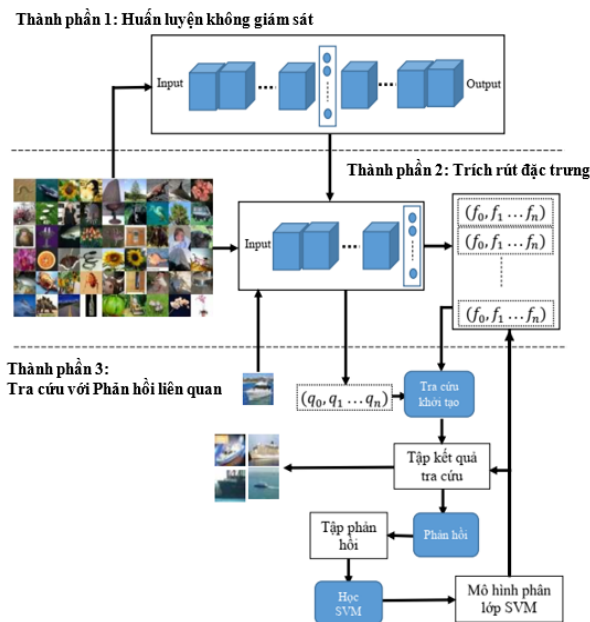 Thành phần 1: Huấn luyện không giám sát
Input
Output
Thành phần 2: Trích rút đặc trưng
Input
(f₀, f₁ … fₙ)
(f₀, f₁ … fₙ)
(f₀, f₁ … fₙ)
Thành phần 3:
Tra cứu với Phản hồi liên quan
(q₀, q₁ … qₙ)
Tra cứu
khởi tạo
Tập kết quả
tra cứu
Tập phản
hồi
Phản hồi
Học
SVM
Mô hình phân
lớp SVM